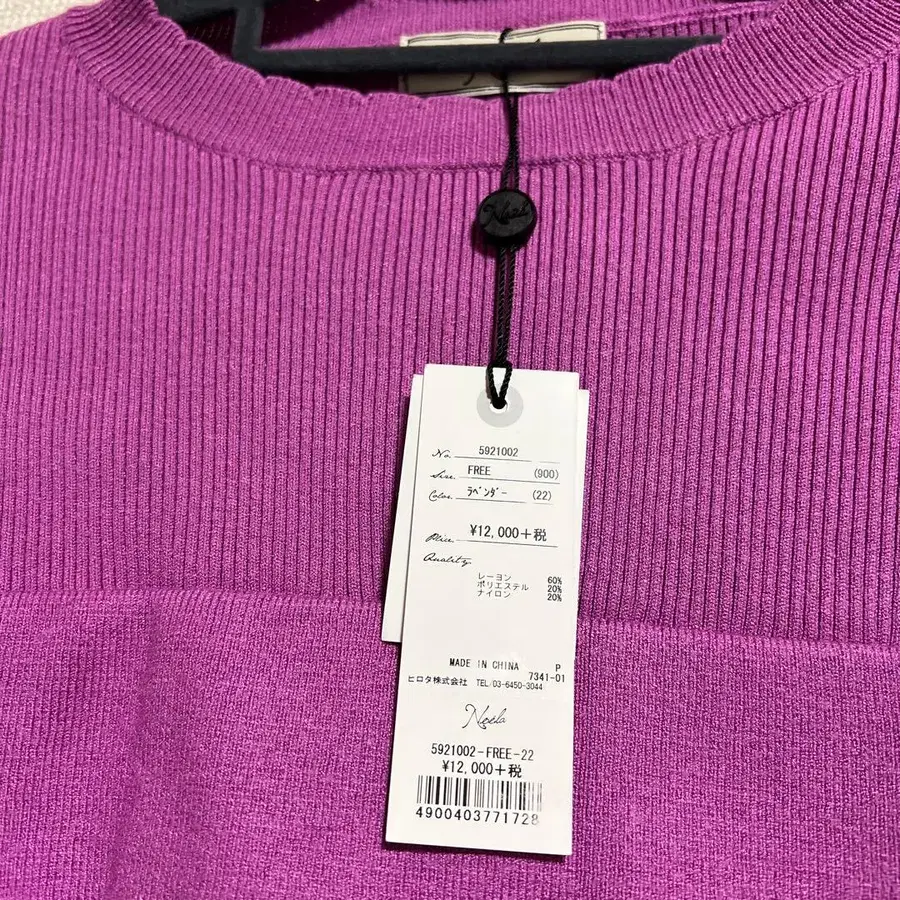 Noela
No. 5921002
Size. FREE (900)
Color. ラベンダー (22)
Price. ¥12,000+税
Quality.
レーヨン 60%
ポリエステル 20%
ナイロン 20%
MADE IN CHINA P
7341-01
ヒロタ株式会社 TEL/03-6450-3044
Noela
5921002-FREE-22
¥12,000+税
4900403771728